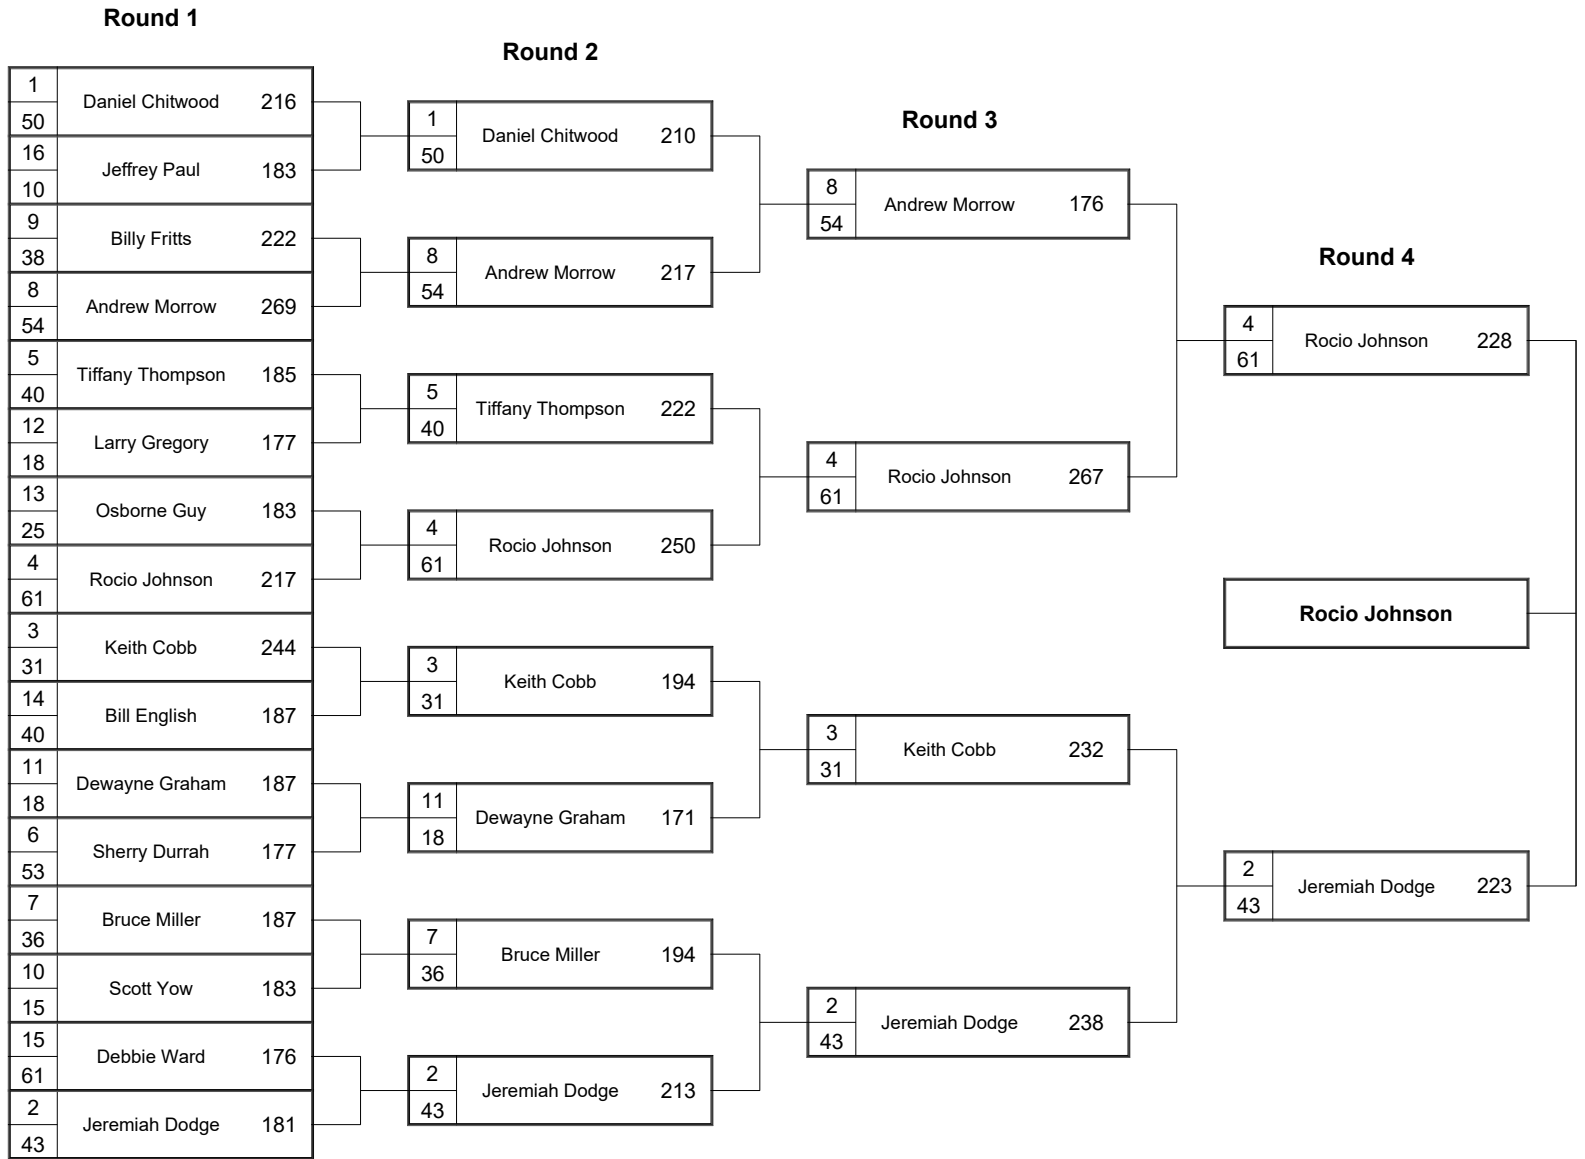 Round 1
1
50
Daniel Chitwood 216
16
10
Jeffrey Paul 183
9
38
Billy Fritts 222
8
54
Andrew Morrow 269
5
40
Tiffany Thompson 185
12
18
Larry Gregory 177
13
25
Osborne Guy 183
4
61
Rocio Johnson 217
3
31
Keith Cobb 244
14
40
Bill English 187
11
18
Dewayne Graham 187
6
53
Sherry Durrah 177
7
36
Bruce Miller 187
10
15
Scott Yow 183
15
61
Debbie Ward 176
2
43
Jeremiah Dodge 181
Round 2
1
50
Daniel Chitwood 210
8
54
Andrew Morrow 217
5
40
Tiffany Thompson 222
4
61
Rocio Johnson 250
3
31
Keith Cobb 194
11
18
Dewayne Graham 171
7
36
Bruce Miller 194
2
43
Jeremiah Dodge 213
Round 3
8
54
Andrew Morrow 176
4
61
Rocio Johnson 267
3
31
Keith Cobb 232
2
43
Jeremiah Dodge 238
Round 4
4
61
Rocio Johnson 228
2
43
Jeremiah Dodge 223
Rocio Johnson